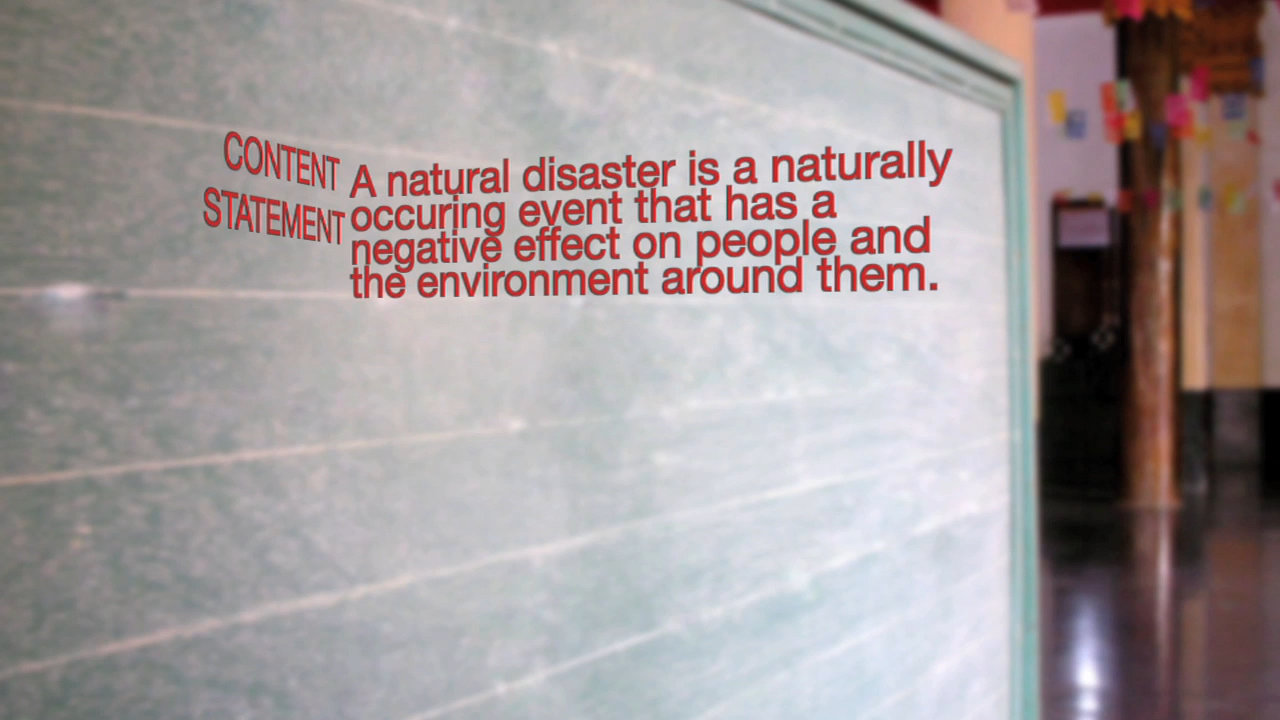 CONTENT
STATEMENT
A natural disaster is a naturally
occuring event that has a
negative effect on people and
the environment around them.